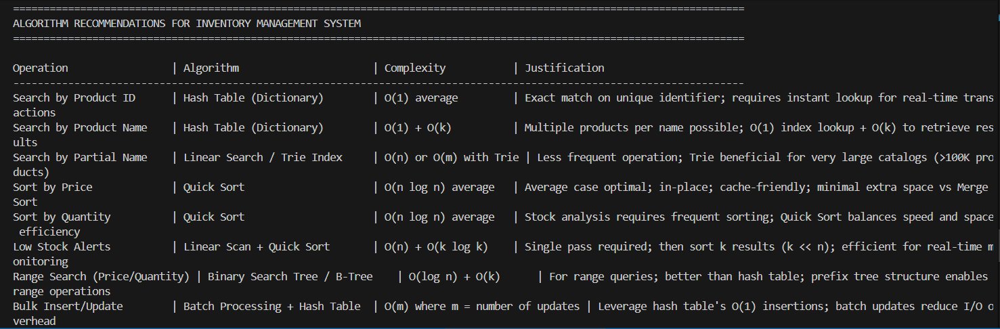 ========================================================================================================================
ALGORITHM RECOMMENDATIONS FOR INVENTORY MANAGEMENT SYSTEM
========================================================================================================================
Operation                 | Algorithm                      | Complexity           | Justification
------------------------------------------------------------------------------------------------------------------------
Search by Product ID      | Hash Table (Dictionary)        | O(1) average         | Exact match on unique identifier; requires instant lookup for real-time trans
actions
Search by Product Name    | Hash Table (Dictionary)        | O(1) + O(k)          | Multiple products per name possible; O(1) index lookup + O(k) to retrieve res
ults
Search by Partial Name    | Linear Search / Trie Index     | O(n) or O(m) with Trie | Less frequent operation; Trie beneficial for very large catalogs (>100K pro
ducts)
Sort by Price             | Quick Sort                     | O(n log n) average   | Average case optimal; in-place; cache-friendly; minimal extra space vs Merge
Sort
Sort by Quantity          | Quick Sort                     | O(n log n) average   | Stock analysis requires frequent sorting; Quick Sort balances speed and space
 efficiency
Low Stock Alerts          | Linear Scan + Quick Sort       | O(n) + O(k log k)    | Single pass required; then sort k results (k << n); efficient for real-time m
onitoring
Range Search (Price/Quantity) | Binary Search Tree / B-Tree    | O(log n) + O(k)      | For range queries; better than hash table; prefix tree structure enables
range operations
Bulk Insert/Update        | Batch Processing + Hash Table  | O(m) where m = number of updates | Leverage hash table's O(1) insertions; batch updates reduce I/O o
verhead